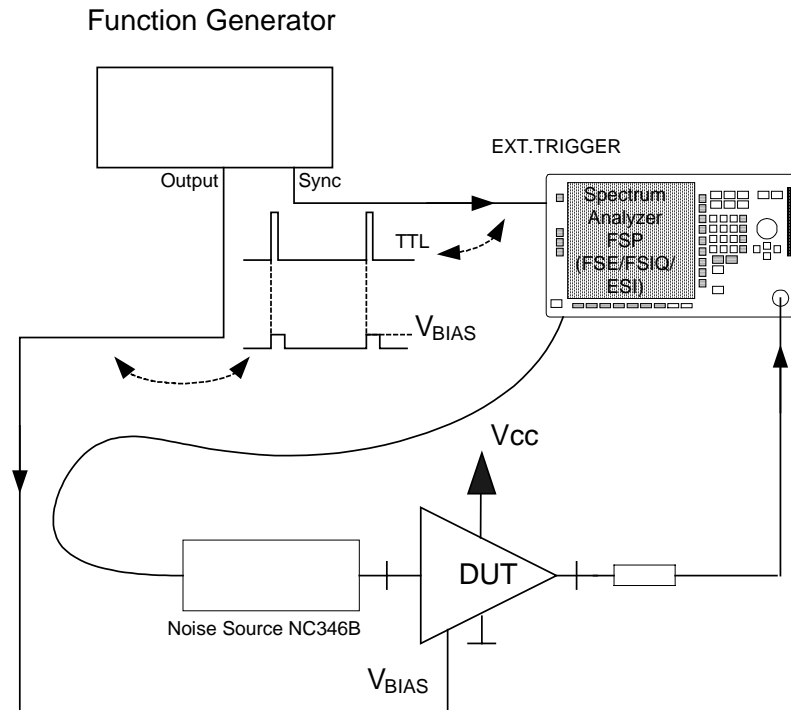 Function Generator
EXT.TRIGGER
Output
Sync
Spectrum
Analyzer
FSP
(FSE/FSIQ/
ESI)
TTL
VBIAS
Vcc
DUT
Noise Source NC346B
VBIAS